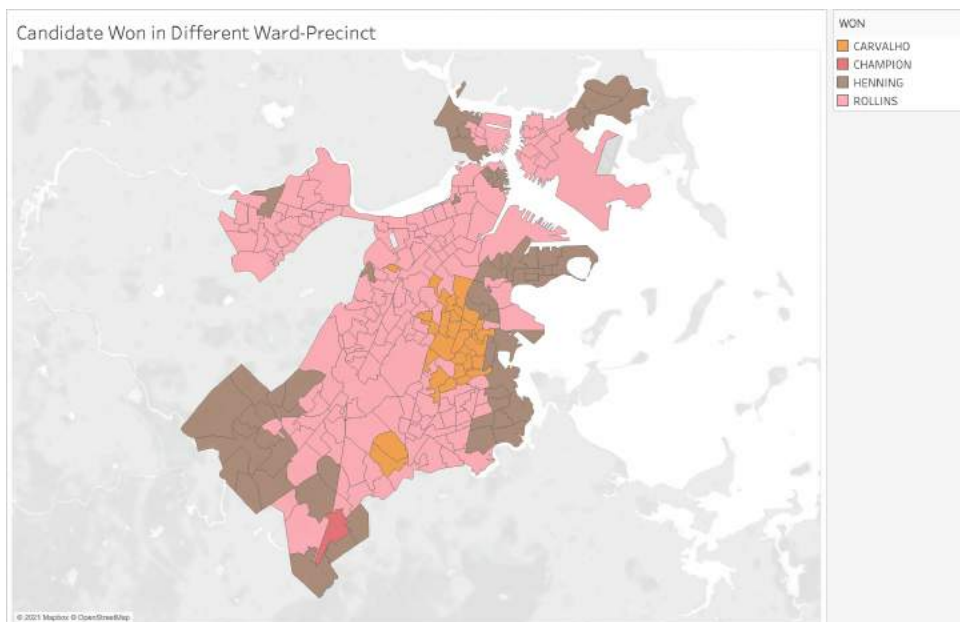 Candidate Won in Different Ward-Precinct
WON
CARVALHO
CHAMPION
HENNING
ROLLINS
© 2021 Mapbox © OpenStreetMap